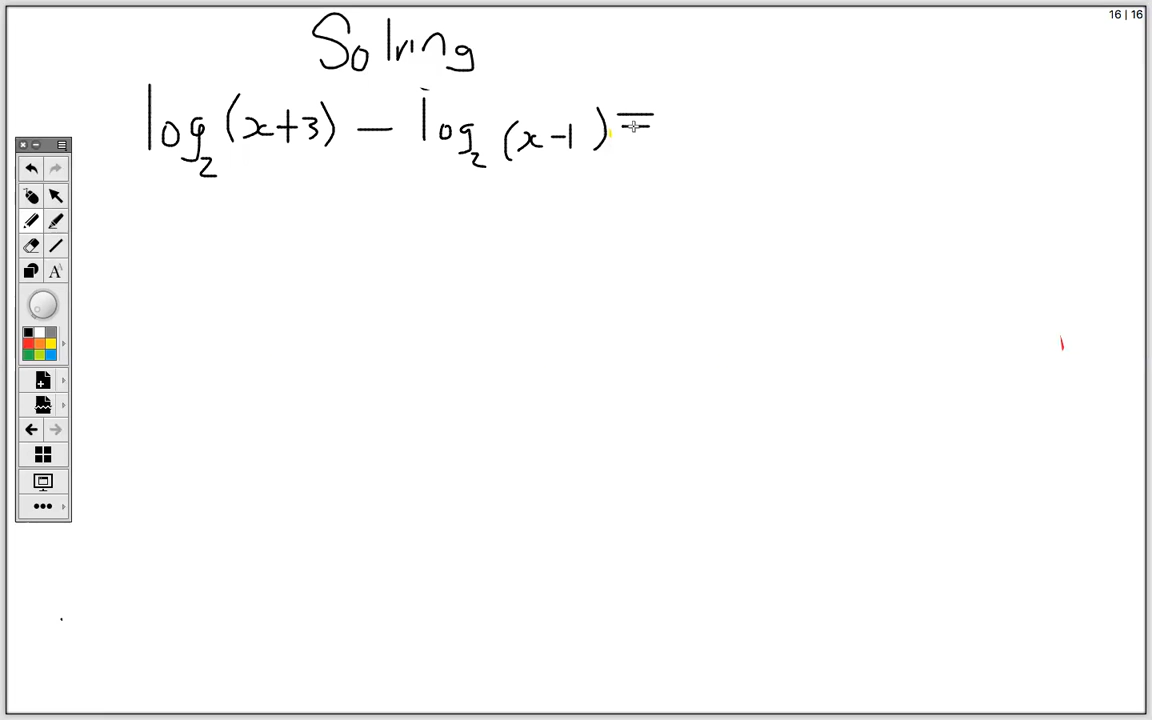 16 | 16
Solving
log₂(x+3) − log₂(x−1) =
A